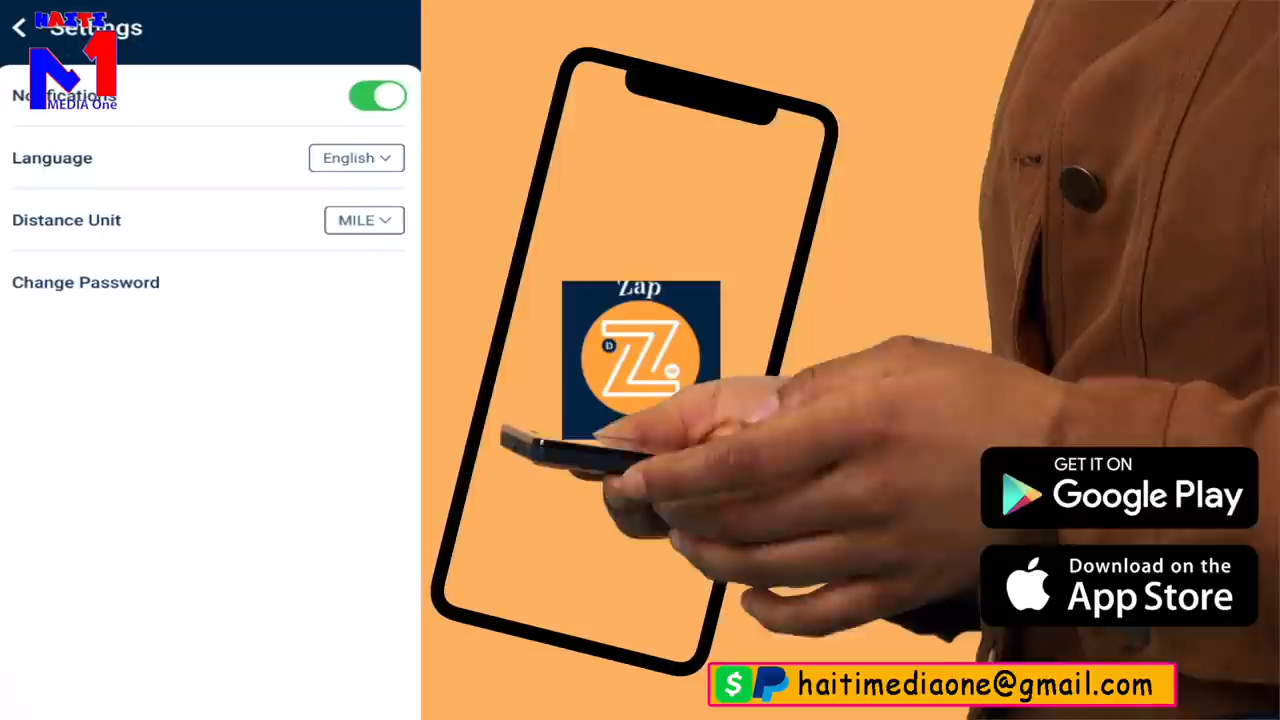 Settings
HAITI
M1
MEDIA One
Notifications
Language
English
Distance Unit
MILE
Change Password
Zap
Z
D
GET IT ON
Google Play
Download on the
App Store
$ haitimediaone@gmail.com